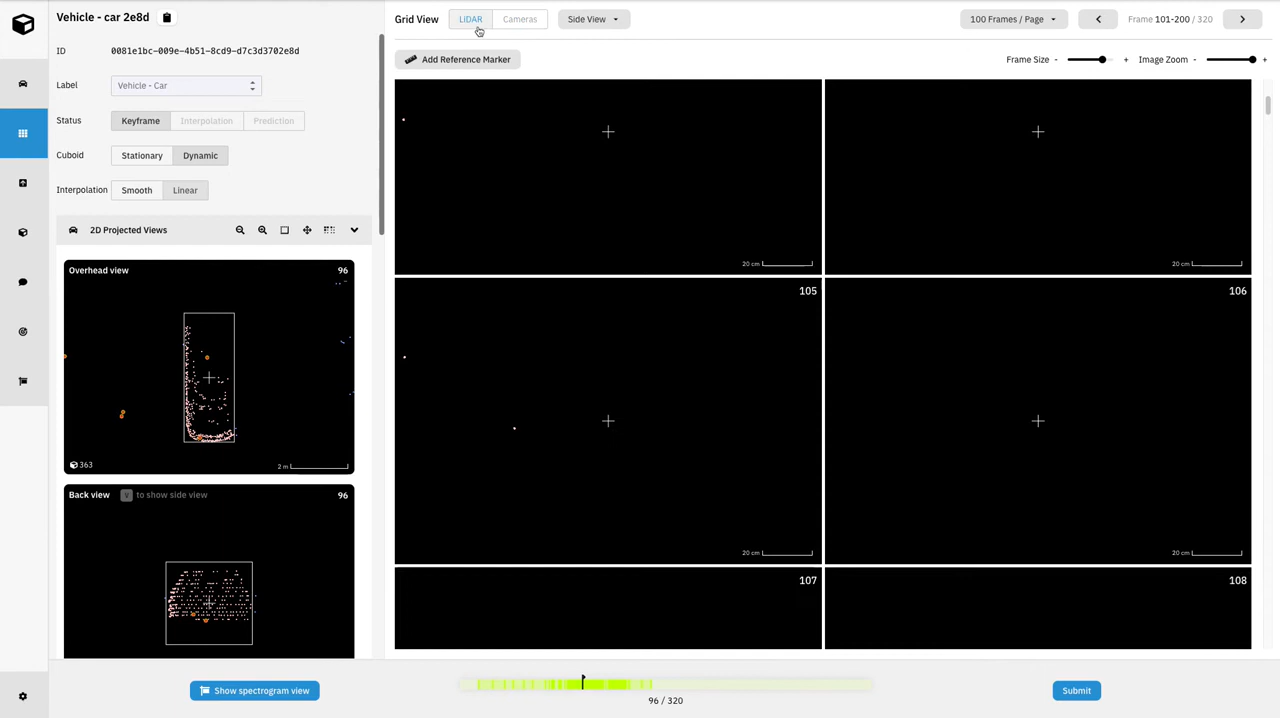 Vehicle - car 2e8d
ID 0081e1bc-009e-4b51-8cd9-d7c3d3702e8d
Label Vehicle - Car
Status Keyframe Interpolation Prediction
Cuboid Stationary Dynamic
Interpolation Smooth Linear
2D Projected Views
Overhead view 96
363 2 m
Back view v to show side view 96
Grid View LiDAR Cameras Side View 100 Frames / Page Frame 101-200 / 320
Add Reference Marker Frame Size - + Image Zoom - +
20 cm 20 cm
105 106
20 cm 20 cm
107 108
Show spectrogram view 96 / 320 Submit